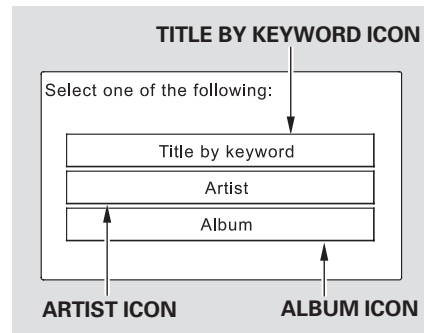 TITLE BY KEYWORD ICON
Select one of the following:
Title by keyword
Artist
Album
ARTIST ICON
ALBUM ICON